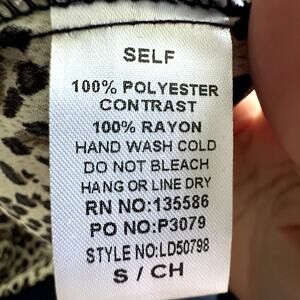 SELF
100% POLYESTER
CONTRAST
100% RAYON
HAND WASH COLD
DO NOT BLEACH
HANG OR LINE DRY
RN NO:135586
PO NO:P3079
STYLE NO:LD50798
S / CH